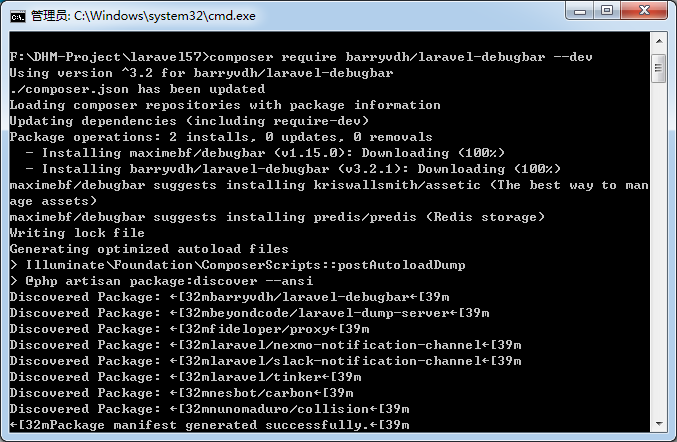 管理员: C:\Windows\system32\cmd.exe
F:\DHM-Project\laravel57>composer require barryvdh/laravel-debugbar --dev
Using version ^3.2 for barryvdh/laravel-debugbar
./composer.json has been updated
Loading composer repositories with package information
Updating dependencies (including require-dev)
Package operations: 2 installs, 0 updates, 0 removals
  - Installing maximebf/debugbar (v1.15.0): Downloading (100%)
  - Installing barryvdh/laravel-debugbar (v3.2.1): Downloading (100%)
maximebf/debugbar suggests installing kriswallsmith/assetic (The best way to man
age assets)
maximebf/debugbar suggests installing predis/predis (Redis storage)
Writing lock file
Generating optimized autoload files
> Illuminate\Foundation\ComposerScripts::postAutoloadDump
> @php artisan package:discover --ansi
Discovered Package: ←[32mbarryvdh/laravel-debugbar←[39m
Discovered Package: ←[32mbeyondcode/laravel-dump-server←[39m
Discovered Package: ←[32mfideloper/proxy←[39m
Discovered Package: ←[32mlaravel/nexmo-notification-channel←[39m
Discovered Package: ←[32mlaravel/slack-notification-channel←[39m
Discovered Package: ←[32mlaravel/tinker←[39m
Discovered Package: ←[32mnesbot/carbon←[39m
Discovered Package: ←[32mnunomaduro/collision←[39m
←[32mPackage manifest generated successfully.←[39m